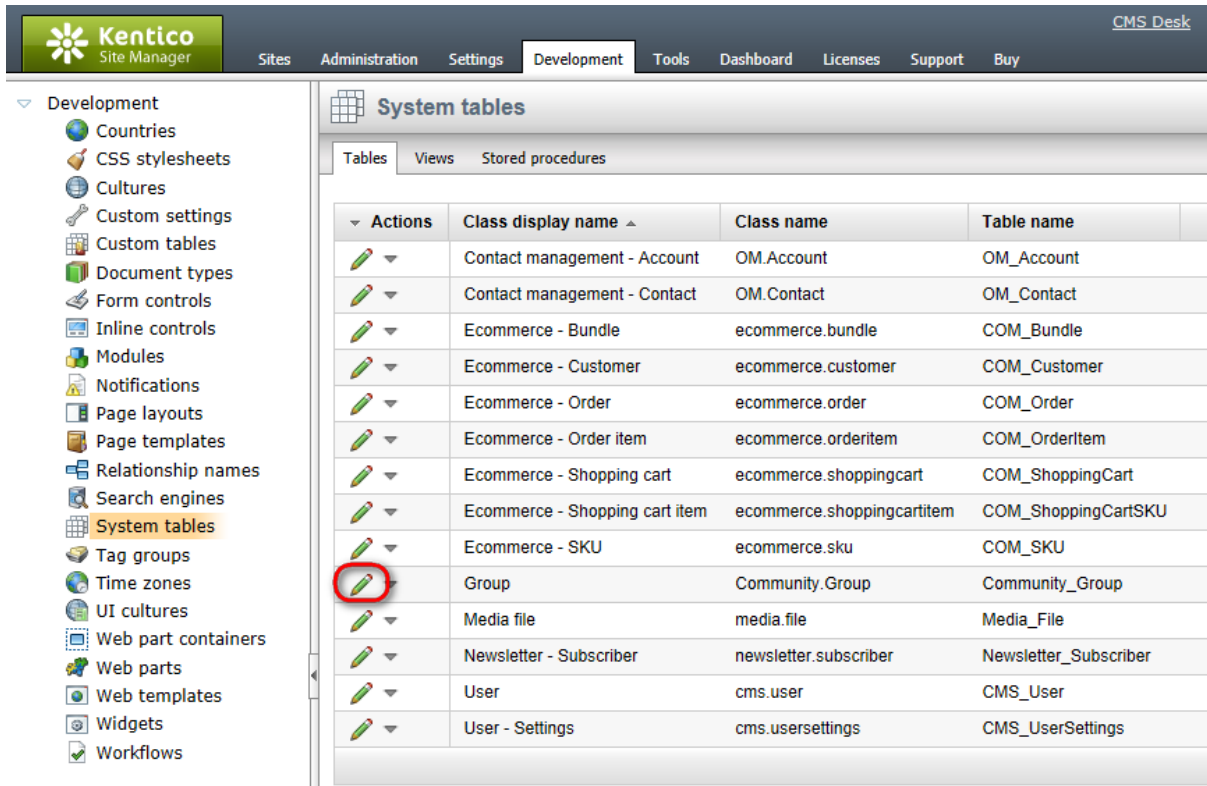 CMS Desk
Kentico
Site Manager
Sites Administration Settings Development Tools Dashboard Licenses Support Buy
Development
Countries
CSS stylesheets
Cultures
Custom settings
Custom tables
Document types
Form controls
Inline controls
Modules
Notifications
Page layouts
Page templates
Relationship names
Search engines
System tables
Tag groups
Time zones
UI cultures
Web part containers
Web parts
Web templates
Widgets
Workflows
System tables
Tables Views Stored procedures
Actions Class display name Class name Table name
Contact management - Account OM.Account OM_Account
Contact management - Contact OM.Contact OM_Contact
Ecommerce - Bundle ecommerce.bundle COM_Bundle
Ecommerce - Customer ecommerce.customer COM_Customer
Ecommerce - Order ecommerce.order COM_Order
Ecommerce - Order item ecommerce.orderitem COM_OrderItem
Ecommerce - Shopping cart ecommerce.shoppingcart COM_ShoppingCart
Ecommerce - Shopping cart item ecommerce.shoppingcartitem COM_ShoppingCartSKU
Ecommerce - SKU ecommerce.sku COM_SKU
Group Community.Group Community_Group
Media file media.file Media_File
Newsletter - Subscriber newsletter.subscriber Newsletter_Subscriber
User cms.user CMS_User
User - Settings cms.usersettings CMS_UserSettings